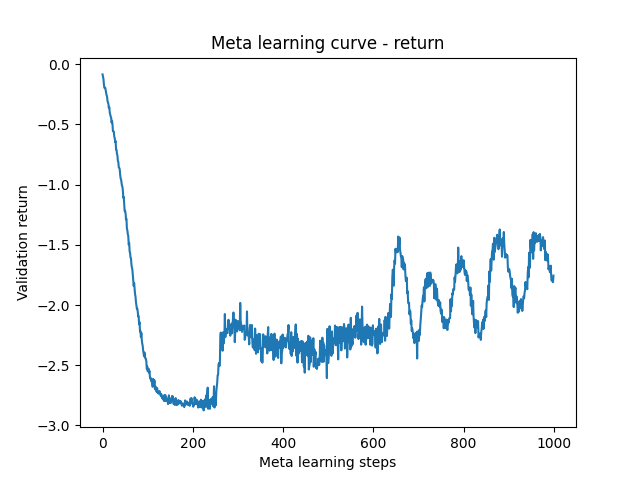 Meta learning curve - return
Validation return
0.0
−0.5
−1.0
−1.5
−2.0
−2.5
−3.0
0 200 400 600 800 1000
Meta learning steps